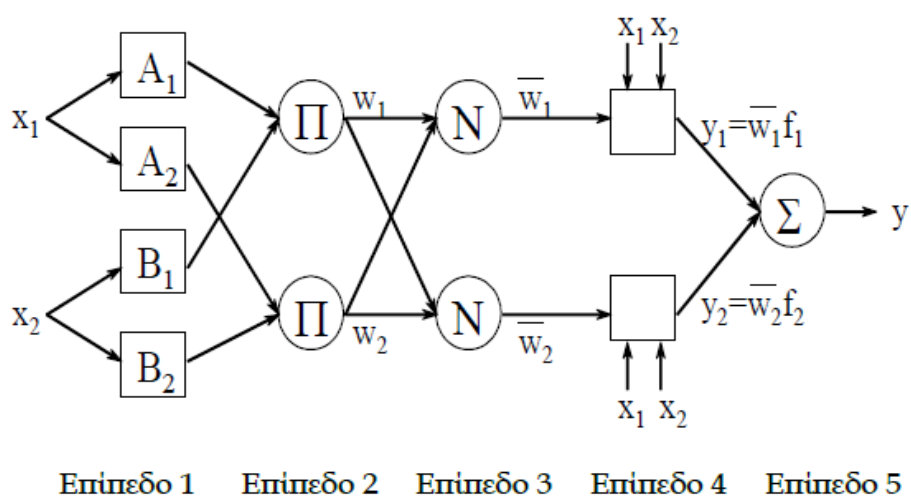 x₁ x₂
A₁
x₁
Π w₁ N w̅₁
y₁=w̅₁f₁
A₂
Σ y
B₁
x₂
Π w₂ N w̅₂
y₂=w̅₂f₂
B₂
x₁ x₂
Επίπεδο 1 Επίπεδο 2 Επίπεδο 3 Επίπεδο 4 Επίπεδο 5